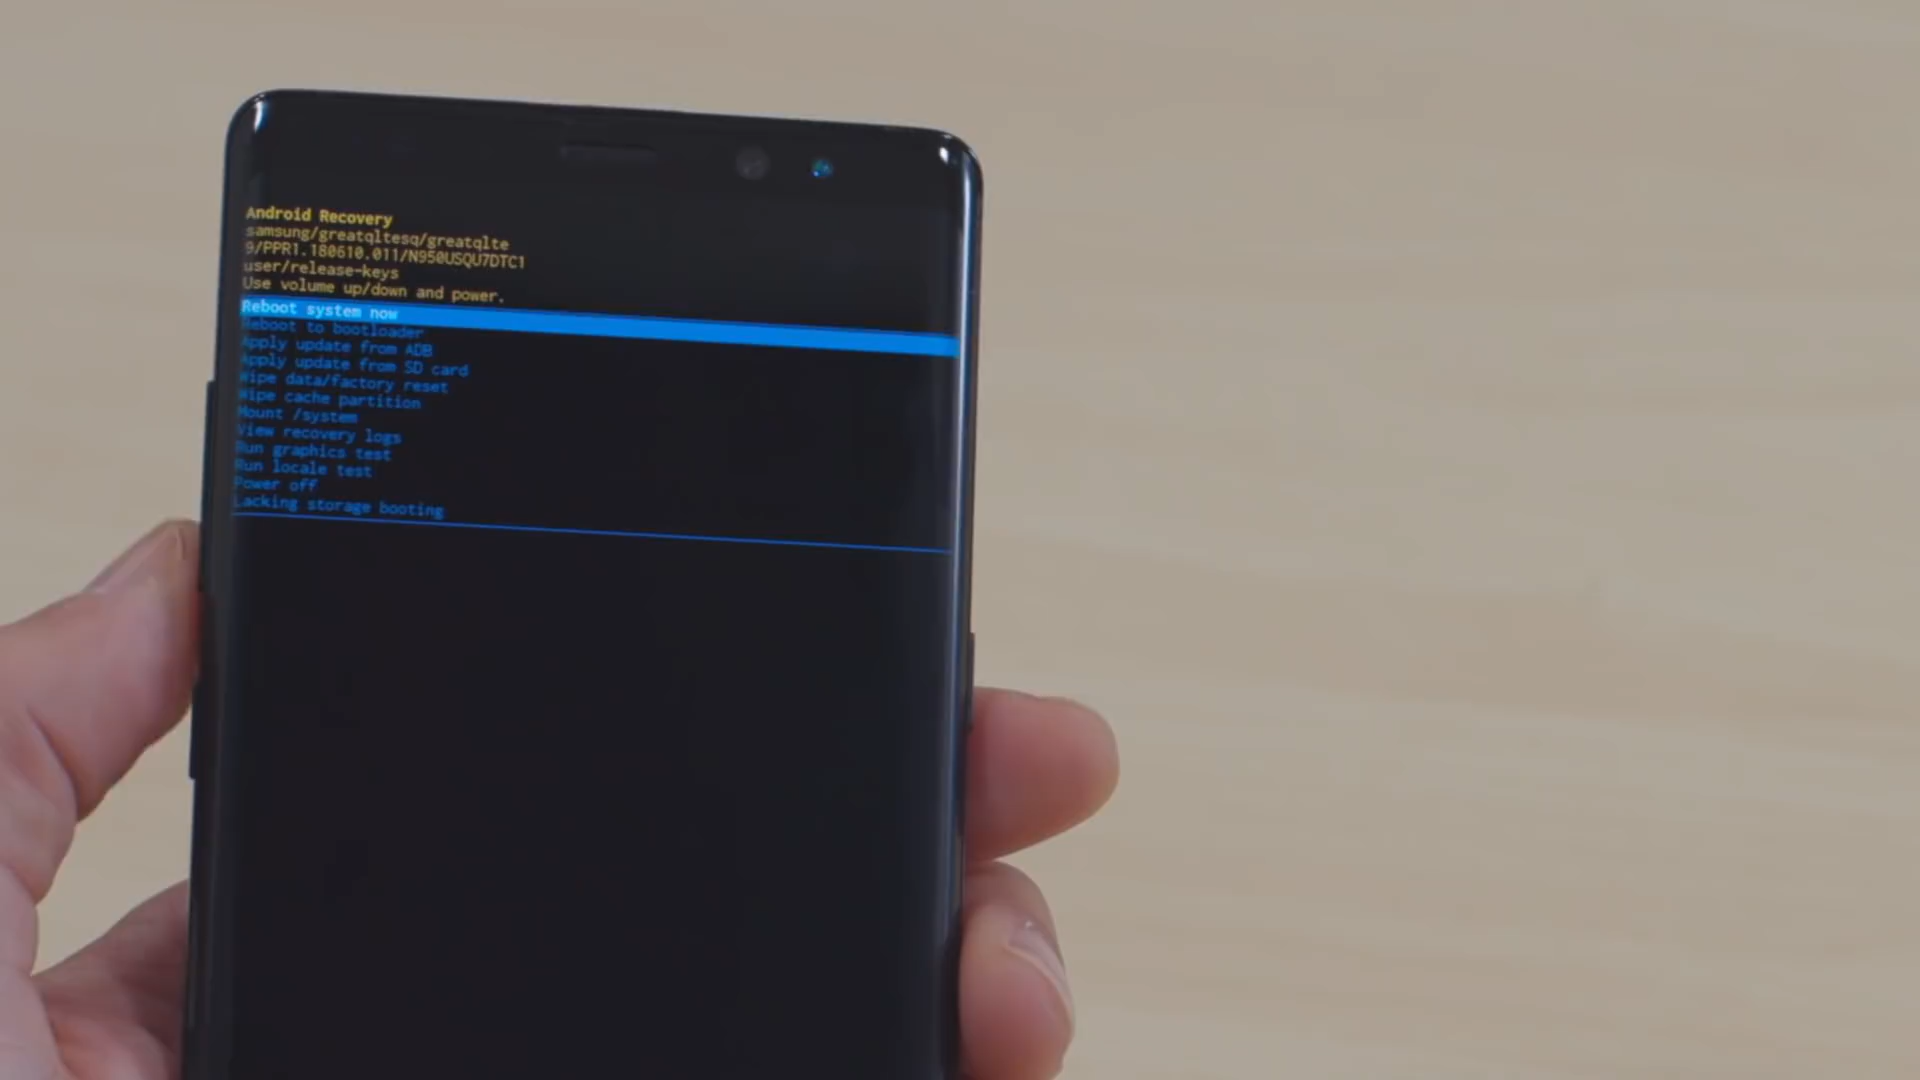 Android Recovery
samsung/greatqltesq/greatqlte
9/PPR1.180610.011/N950USQU7DTC1
user/release-keys
Use volume up/down and power.
Reboot system now
Reboot to bootloader
Apply update from ADB
Apply update from SD card
Wipe data/factory reset
Wipe cache partition
Mount /system
View recovery logs
Run graphics test
Run locale test
Power off
Lacking storage booting